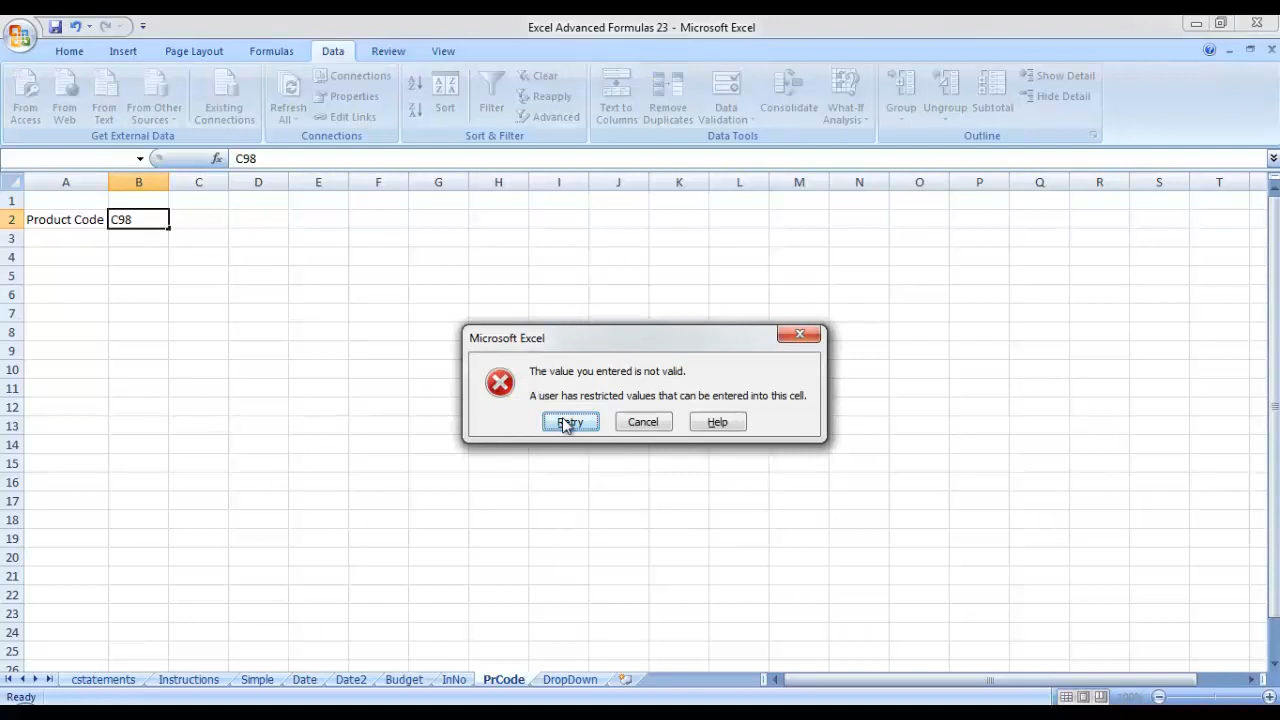 Excel Advanced Formulas 23 - Microsoft Excel
Home Insert Page Layout Formulas Data Review View
From Access
From Web
From Text
From Other Sources
Existing Connections
Get External Data
Refresh All
Connections
Properties
Edit Links
Connections
Sort
Filter
Clear
Reapply
Advanced
Sort & Filter
Text to Columns
Remove Duplicates
Data Validation
Consolidate
What-If Analysis
Data Tools
Group
Ungroup
Subtotal
Show Detail
Hide Detail
Outline
fx C98
A B C D E F G H I J K L M N O P Q R S T
1
2 Product Code C98
3
4
5
6
7
8
9
10
11
12
13
14
15
16
17
18
19
20
21
22
23
24
25
26
Microsoft Excel
The value you entered is not valid.
A user has restricted values that can be entered into this cell.
Cancel Help
cstatements Instructions Simple Date Date2 Budget InNo PrCode DropDown
Ready 100%